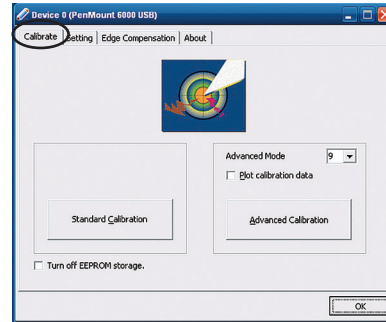 Device 0 (PenMount 6000 USB)
Calibrate Setting Edge Compensation About
Advanced Mode 9
Plot calibration data
Standard Calibration Advanced Calibration
Turn off EEPROM storage.
OK